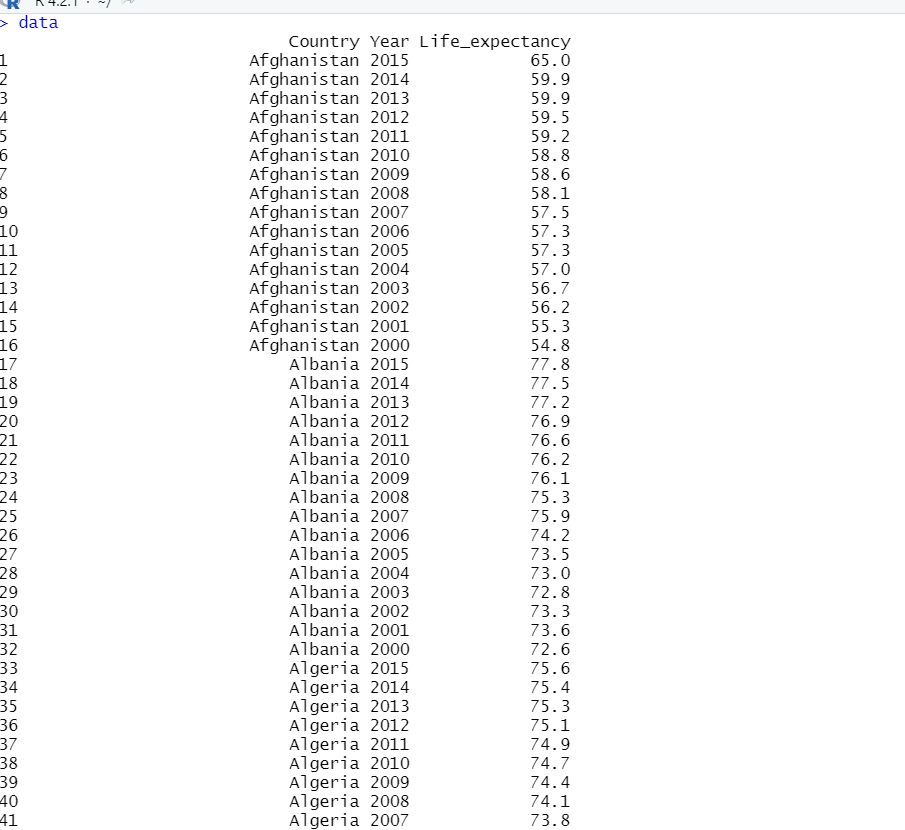 R 4.2.1 · ~/
> data
Country Year Life_expectancy
1 Afghanistan 2015 65.0
2 Afghanistan 2014 59.9
3 Afghanistan 2013 59.9
4 Afghanistan 2012 59.5
5 Afghanistan 2011 59.2
6 Afghanistan 2010 58.8
7 Afghanistan 2009 58.6
8 Afghanistan 2008 58.1
9 Afghanistan 2007 57.5
10 Afghanistan 2006 57.3
11 Afghanistan 2005 57.3
12 Afghanistan 2004 57.0
13 Afghanistan 2003 56.7
14 Afghanistan 2002 56.2
15 Afghanistan 2001 55.3
16 Afghanistan 2000 54.8
17 Albania 2015 77.8
18 Albania 2014 77.5
19 Albania 2013 77.2
20 Albania 2012 76.9
21 Albania 2011 76.6
22 Albania 2010 76.2
23 Albania 2009 76.1
24 Albania 2008 75.3
25 Albania 2007 75.9
26 Albania 2006 74.2
27 Albania 2005 73.5
28 Albania 2004 73.0
29 Albania 2003 72.8
30 Albania 2002 73.3
31 Albania 2001 73.6
32 Albania 2000 72.6
33 Algeria 2015 75.6
34 Algeria 2014 75.4
35 Algeria 2013 75.3
36 Algeria 2012 75.1
37 Algeria 2011 74.9
38 Algeria 2010 74.7
39 Algeria 2009 74.4
40 Algeria 2008 74.1
41 Algeria 2007 73.8